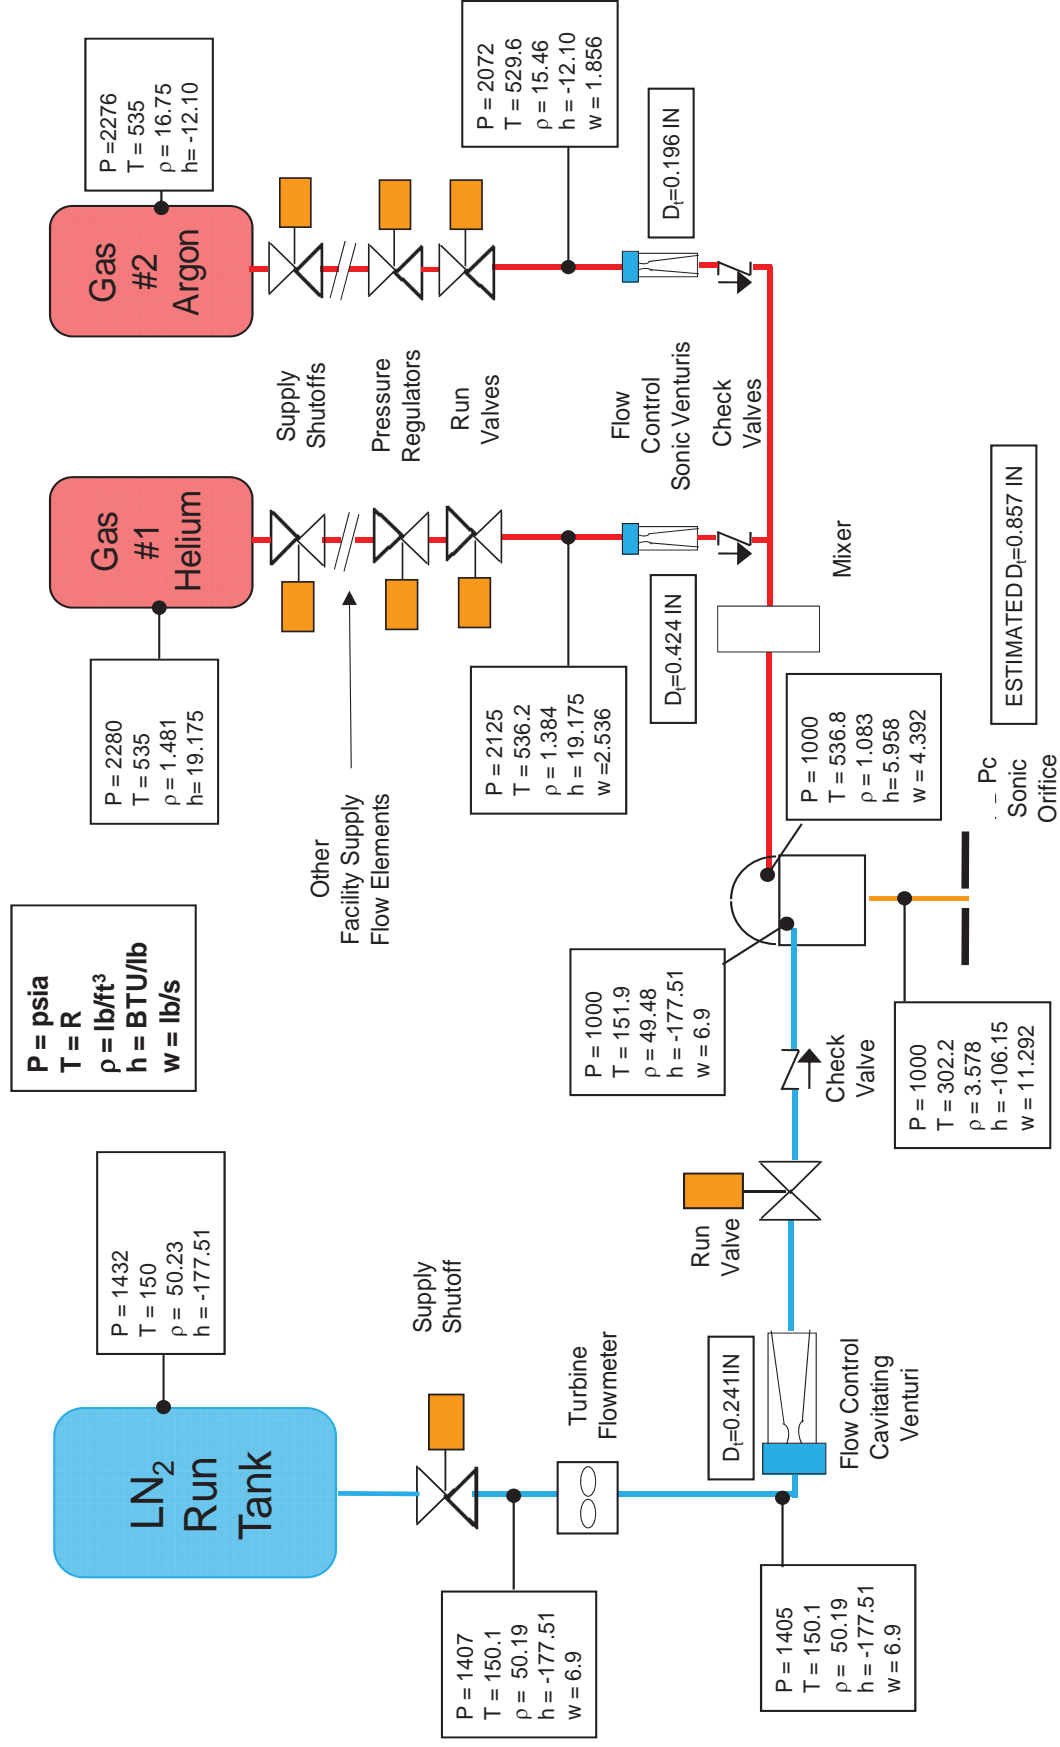 P = psia
T = R
ρ = lb/ft³
h = BTU/lb
w = lb/s
LN₂
Run
Tank
P = 1432
T = 150
ρ = 50.23
h = -177.51
Supply
Shutoff
P = 1407
T = 150.1
ρ = 50.19
h = -177.51
w = 6.9
Turbine
Flowmeter
P = 1405
T = 150.1
ρ = 50.19
h = -177.51
w = 6.9
Dₜ=0.241IN
Flow Control
Cavitating
Venturi
Run
Valve
Check
Valve
P = 1000
T = 151.9
ρ = 49.48
h = -177.51
w = 6.9
Gas
#1
Helium
P = 2280
T = 535
ρ = 1.481
h= 19.175
Other
Facility Supply
Flow Elements
P = 2125
T = 536.2
ρ = 1.384
h = 19.175
w=2.536
Dₜ=0.424 IN
Gas
#2
Argon
P =2276
T = 535
ρ = 16.75
h= -12.10
Supply
Shutoffs
Pressure
Regulators
Run
Valves
P = 2072
T = 529.6
ρ = 15.46
h = -12.10
w = 1.856
Dₜ=0.196 IN
Flow
Control
Sonic Venturis
Check
Valves
Mixer
P = 1000
T = 536.8
ρ = 1.083
h= 5.958
w = 4.392
P = 1000
T = 302.2
ρ = 3.578
h = -106.15
w = 11.292
Pc
Sonic
Orifice
ESTIMATED Dₜ=0.857 IN